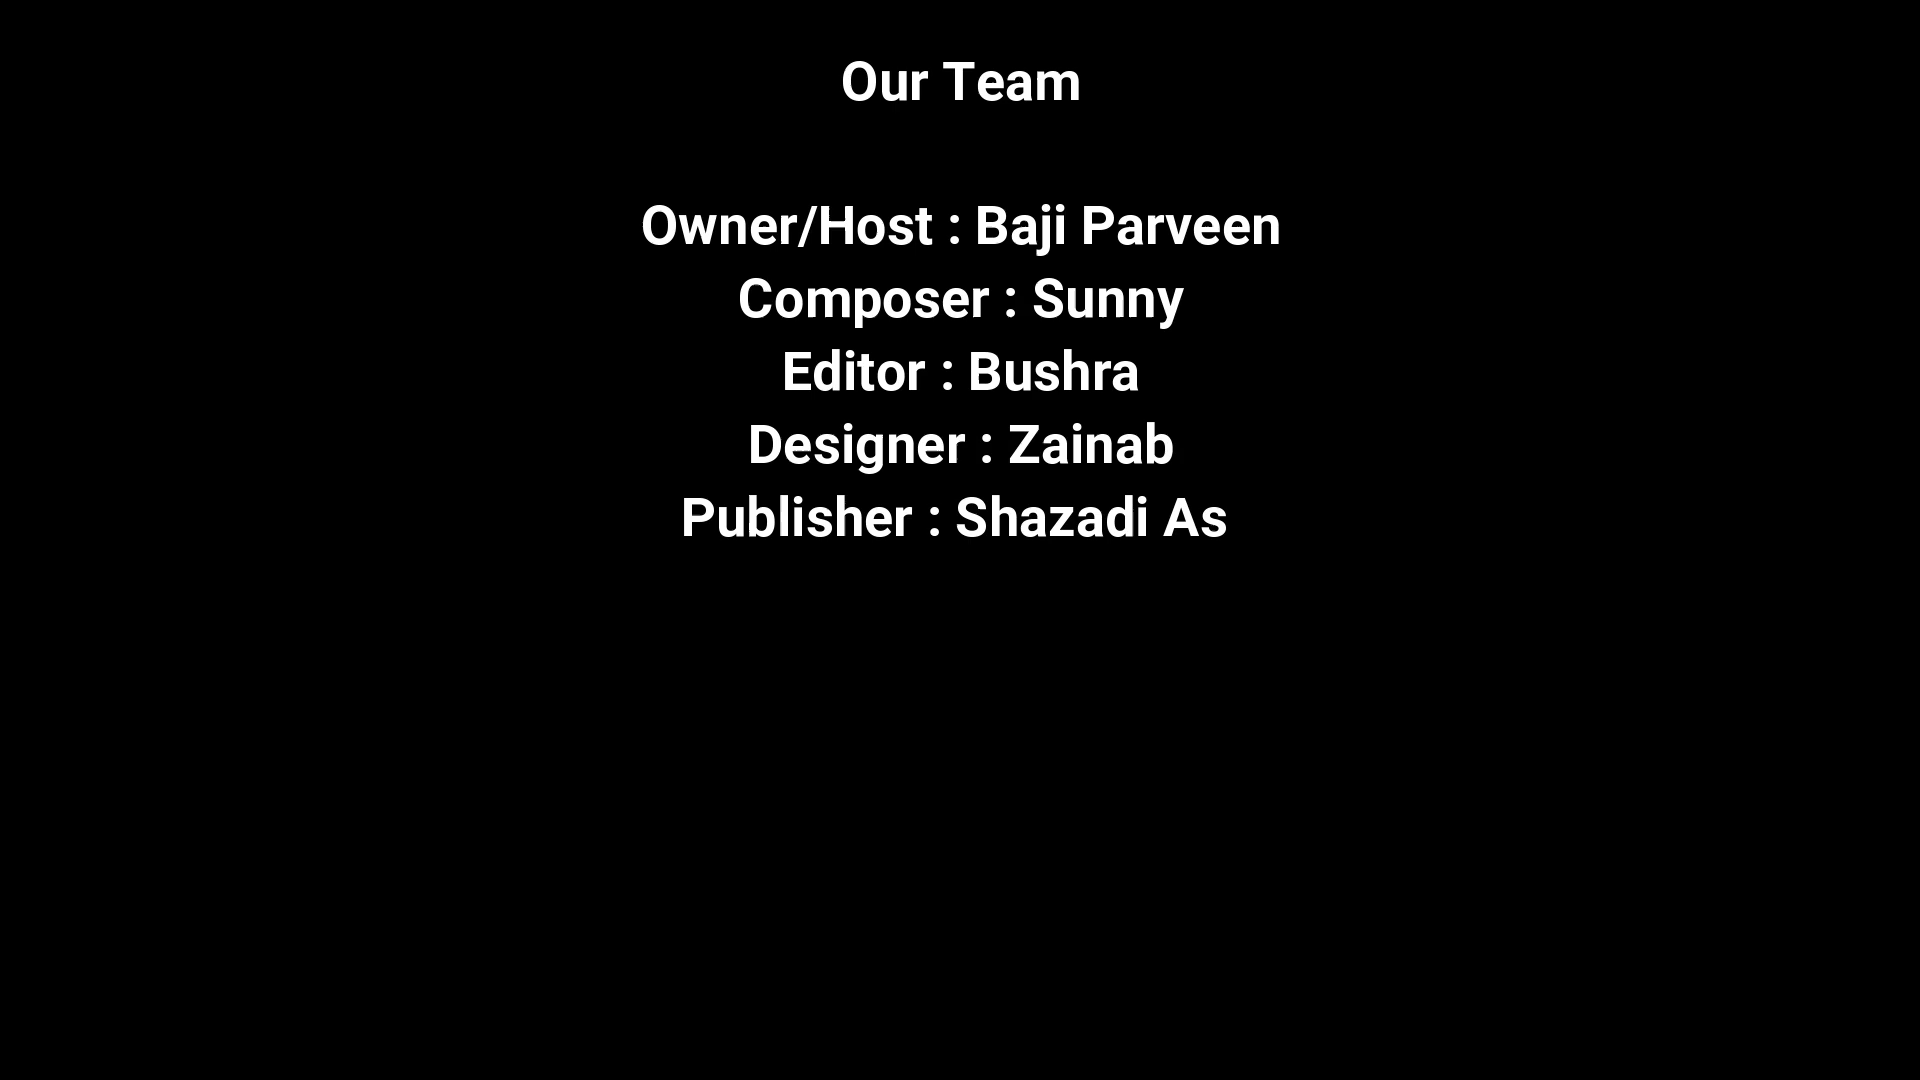 Our Team
Owner/Host : Baji Parveen
Composer : Sunny
Editor : Bushra
Designer : Zainab
Publisher : Shazadi As